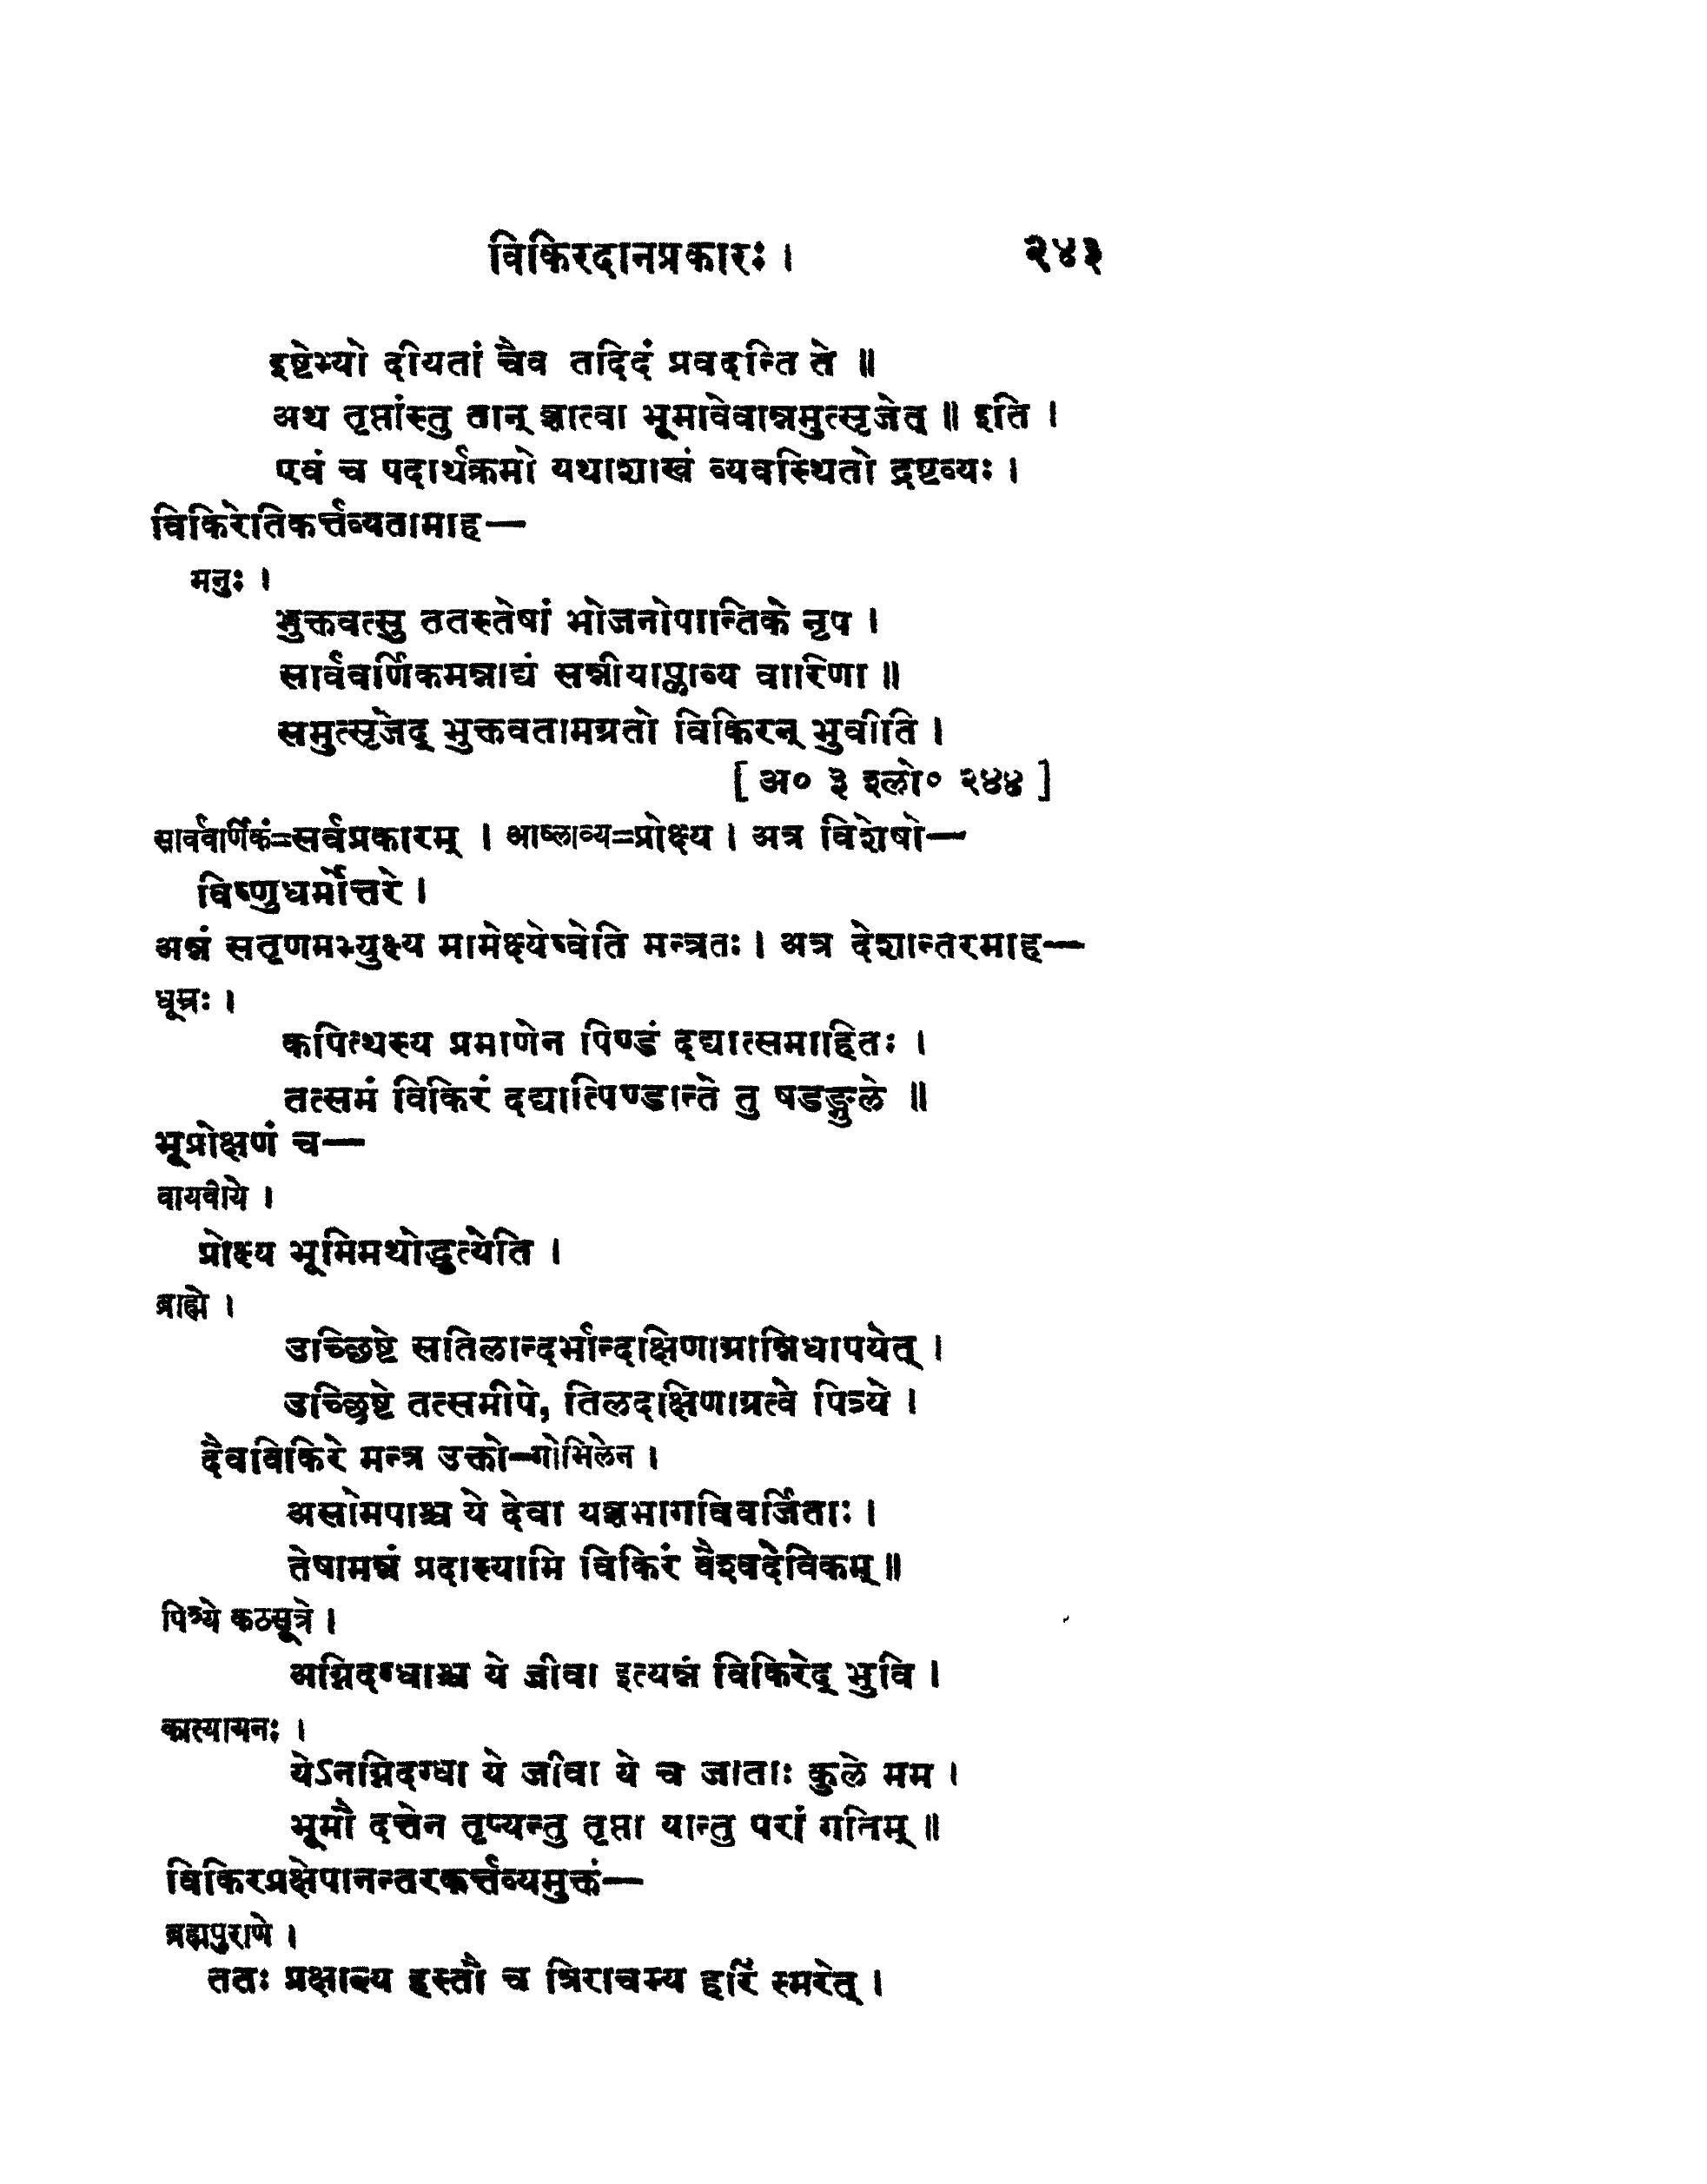 विकिरदानप्रकारः । २४३
इष्टेभ्यो दीयतां चैव तदिदं प्रवदन्ति ते ॥
अथ तृप्तांस्तु तान् ज्ञात्वा भूमावेवान्नमुत्सृजेत् ॥ इति ।
एवं च पदार्थक्रमो यथाशाखं व्यवस्थितो द्रष्टव्यः ।
विकिरेतिकर्त्तव्यतामाह—
मनुः ।
भुक्तवत्सु ततस्तेषां भोजनोपान्तिके नृप ।
सार्ववर्णिकमन्नाद्यं सन्नीयाप्लाव्य वारिणा ॥
समुत्सृजेद् भुक्तवतामग्रतो विकिरन् भुवीति ।
[ अ० ३ श्लो० २४४ ]
सार्ववर्णिकं=सर्वप्रकारम् । आप्लाव्य=प्रोक्ष्य । अत्र विशेषो—
विष्णुधर्मोत्तरे ।
अन्नं सतृणमभ्युक्ष्य मामेक्ष्येष्वेति मन्त्रतः । अत्र देशान्तरमाह—
धूम्रः ।
कपित्थस्य प्रमाणेन पिण्डं दद्यात्समाहितः ।
तत्समं विकिरं दद्यात्पिण्डान्ते तु षडङ्गुले ॥
भूप्रोक्षणं च—
वायवीये ।
प्रोक्ष्य भूमिमथोद्धृत्येति ।
ब्राह्मे ।
उच्छिष्टे सतिलान्दर्भान्दक्षिणाग्रान्निधापयेत् ।
उच्छिष्टे तत्समीपे, तिलदक्षिणाग्रत्वे पित्र्ये ।
दैवविकिरे मन्त्र उक्तो—गोभिलेन ।
असोमपाश्च ये देवा यज्ञभागविवर्जिताः ।
तेषामन्नं प्रदास्यामि विकिरं वैश्वदेविकम् ॥
पित्र्ये कठसूत्रे ।
अग्निदग्धाश्च ये जीवा इत्यन्नं विकिरेद् भुवि ।
कात्यायनः ।
येऽनग्निदग्धा ये जीवा ये च जाताः कुले मम ।
भूमौ दत्तेन तृप्यन्तु तृप्ता यान्तु परां गतिम् ॥
विकिरप्रक्षेपानन्तरकर्त्तव्यमुक्तं—
ब्रह्मपुराणे ।
ततः प्रक्षाल्य हस्तौ च त्रिराचम्य हरिं स्मरेत् ।